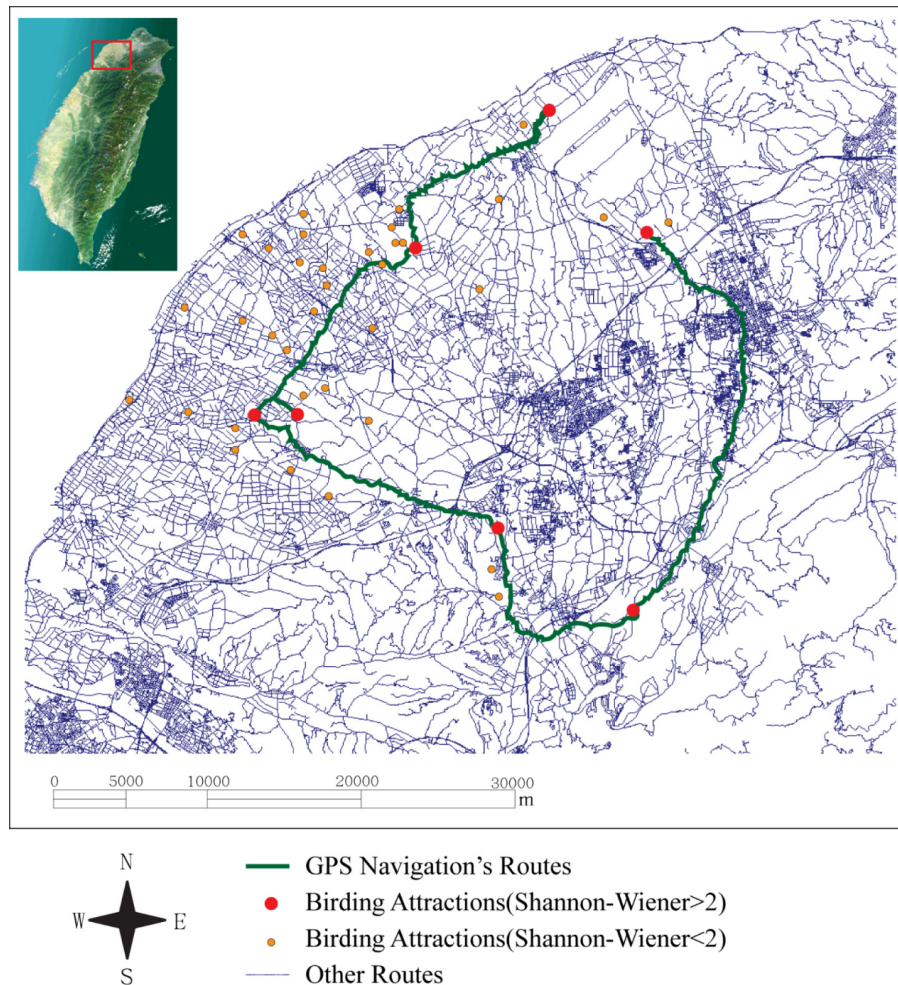 0 5000 10000 20000 30000
m
N
W E
S
GPS Navigation's Routes
Birding Attractions(Shannon-Wiener>2)
Birding Attractions(Shannon-Wiener<2)
Other Routes